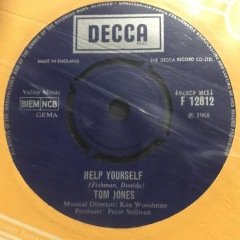 DECCA
MADE IN ENGLAND
THE DECCA RECORD CO. LTD.
Valley Music
BIEM NCB
GEMA
F 12812
℗ 1968
HELP YOURSELF
(Fishman, Donida)
TOM JONES
Musical Director: Ken Woodman
Producer Peter Sullivan